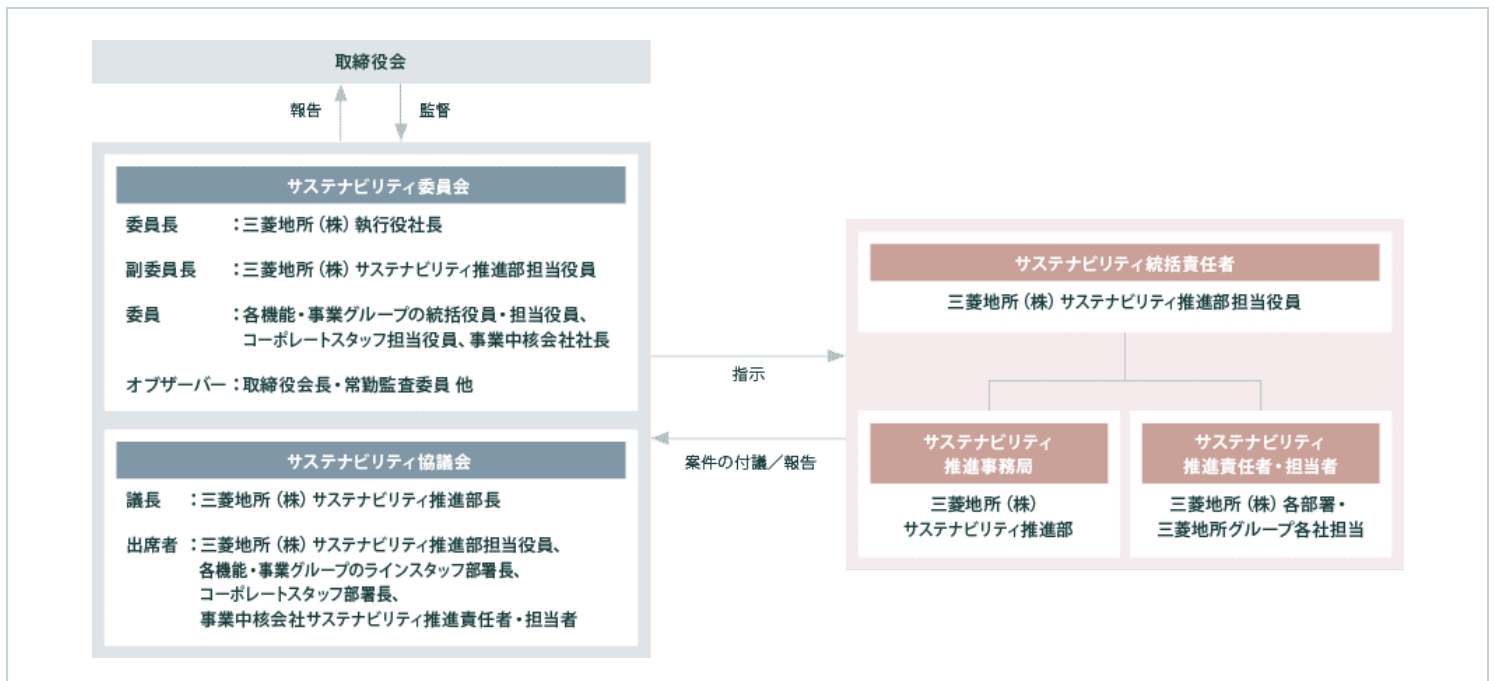 取締役会
報告
監督
サステナビリティ委員会
委員長　：三菱地所（株）執行役社長
副委員長　：三菱地所（株）サステナビリティ推進部担当役員
委員　：各機能・事業グループの統括役員・担当役員、
コーポレートスタッフ担当役員、事業中核会社社長
オブザーバー：取締役会長・常勤監査委員 他
サステナビリティ協議会
議長　：三菱地所（株）サステナビリティ推進部長
出席者：三菱地所（株）サステナビリティ推進部担当役員、
各機能・事業グループのラインスタッフ部署長、
コーポレートスタッフ部署長、
事業中核会社サステナビリティ推進責任者・担当者
指示
案件の付議／報告
サステナビリティ統括責任者
三菱地所（株）サステナビリティ推進部担当役員
サステナビリティ
推進事務局
三菱地所（株）
サステナビリティ推進部
サステナビリティ
推進責任者・担当者
三菱地所（株）各部署・
三菱地所グループ各社担当